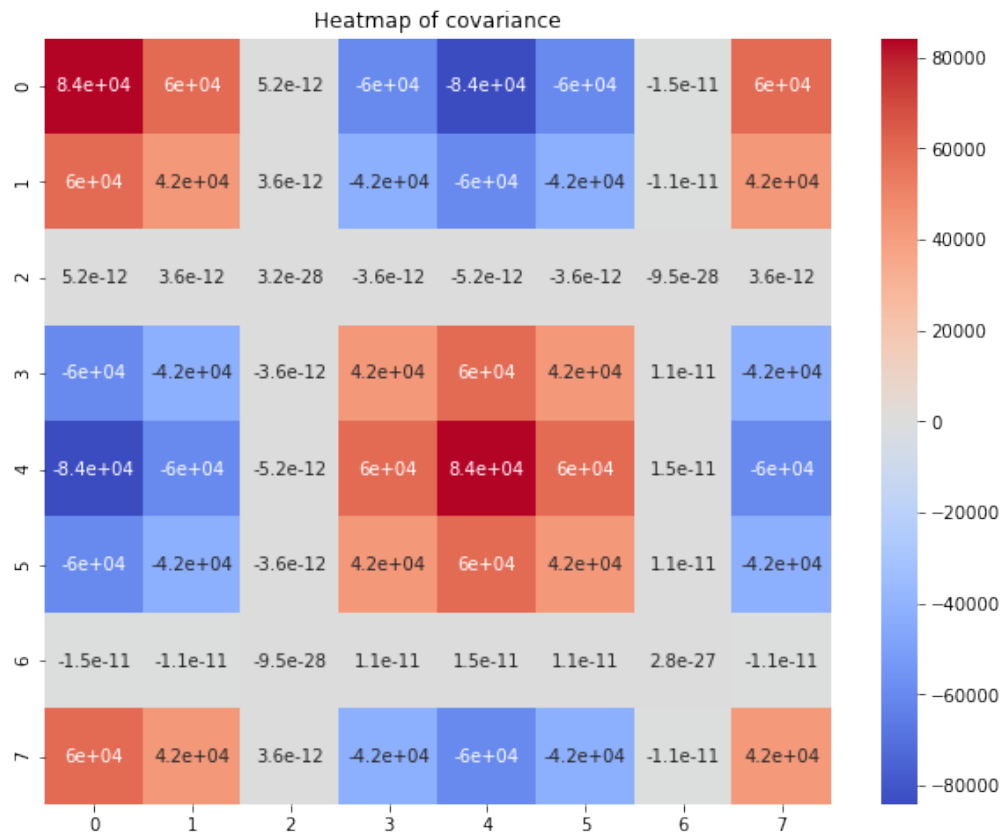 Heatmap of covariance
0 8.4e+04 6e+04 5.2e-12 -6e+04 -8.4e+04 -6e+04 -1.5e-11 6e+04
1 6e+04 4.2e+04 3.6e-12 -4.2e+04 -6e+04 -4.2e+04 -1.1e-11 4.2e+04
2 5.2e-12 3.6e-12 3.2e-28 -3.6e-12 -5.2e-12 -3.6e-12 -9.5e-28 3.6e-12
3 -6e+04 -4.2e+04 -3.6e-12 4.2e+04 6e+04 4.2e+04 1.1e-11 -4.2e+04
4 -8.4e+04 -6e+04 -5.2e-12 6e+04 8.4e+04 6e+04 1.5e-11 -6e+04
5 -6e+04 -4.2e+04 -3.6e-12 4.2e+04 6e+04 4.2e+04 1.1e-11 -4.2e+04
6 -1.5e-11 -1.1e-11 -9.5e-28 1.1e-11 1.5e-11 1.1e-11 2.8e-27 -1.1e-11
7 6e+04 4.2e+04 3.6e-12 -4.2e+04 -6e+04 -4.2e+04 -1.1e-11 4.2e+04
0 1 2 3 4 5 6 7
80000
60000
40000
20000
0
−20000
−40000
−60000
−80000